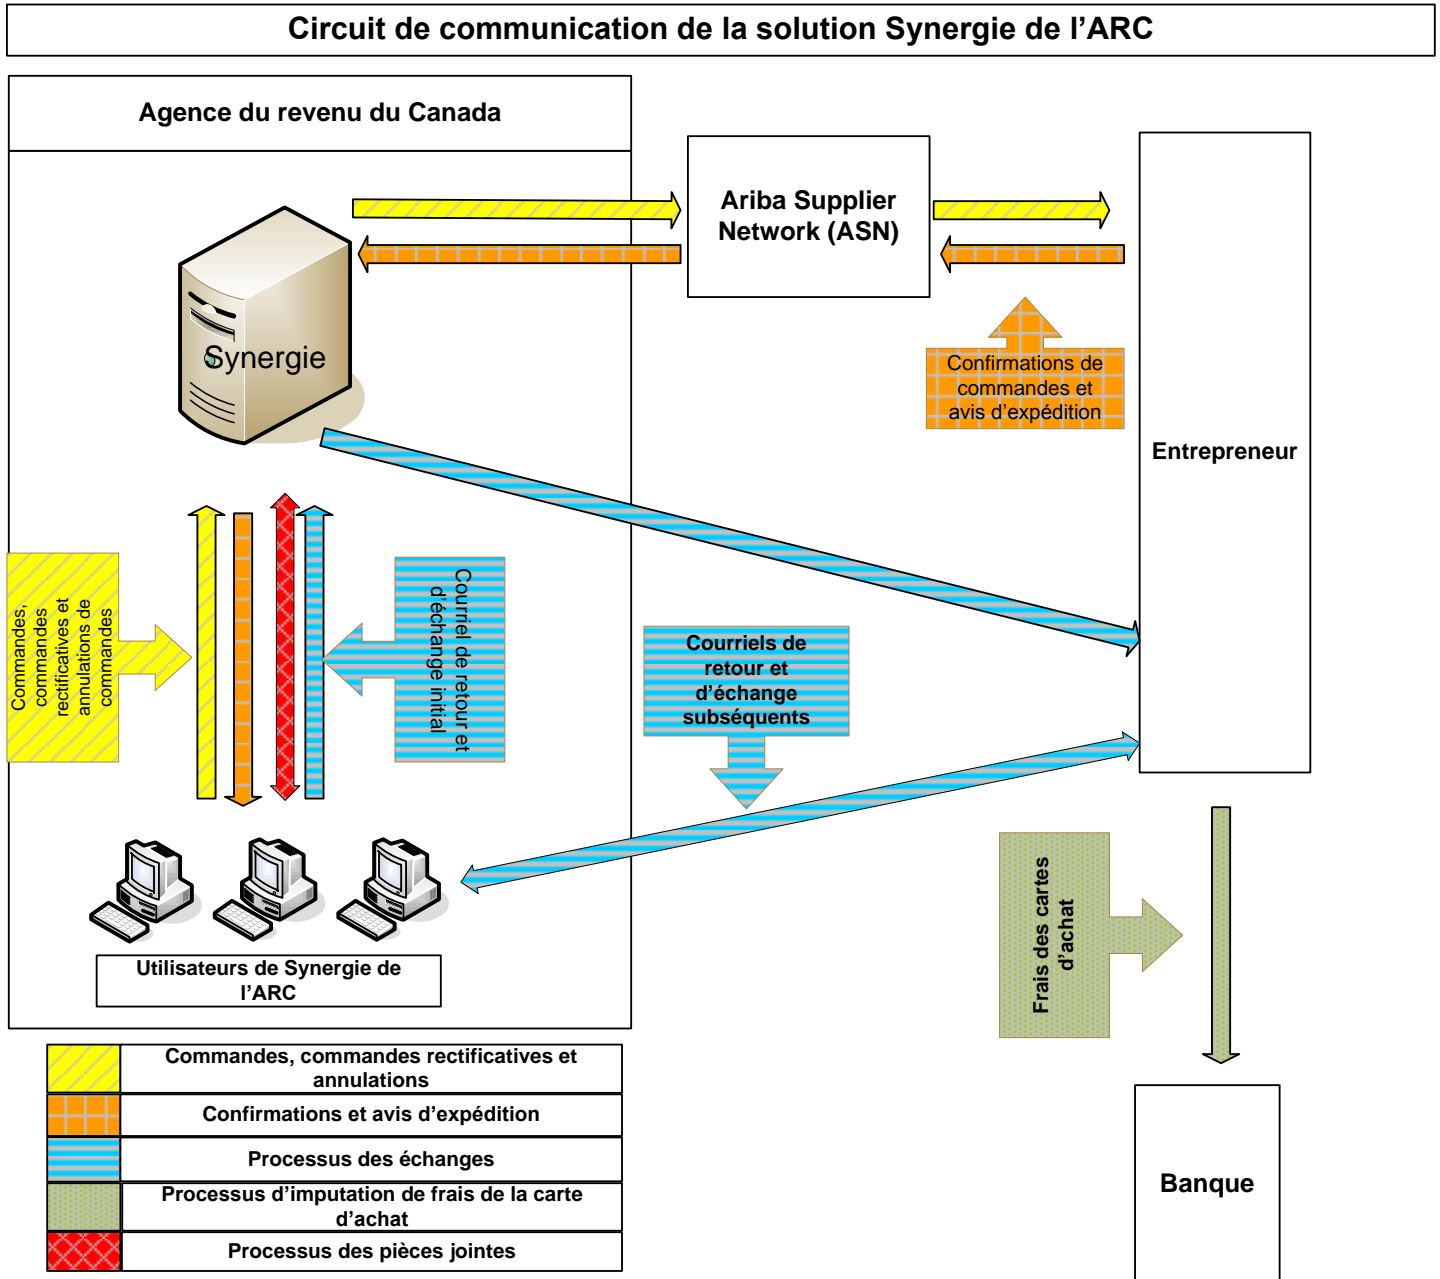 Circuit de communication de la solution Synergie de l'ARC
Agence du revenu du Canada
Ariba Supplier
Network (ASN)
Synergie
Confirmations de
commandes et
avis d'expédition
Entrepreneur
Commandes,
commandes
rectificatives et
annulations de
commandes
Courriel de retour et
d'échange initial
Courriels de
retour et
d'échange
subséquents
Frais des cartes
d'achat
Utilisateurs de Synergie de
l'ARC
Commandes, commandes rectificatives et
annulations
Confirmations et avis d'expédition
Processus des échanges
Processus d'imputation de frais de la carte
d'achat
Processus des pièces jointes
Banque